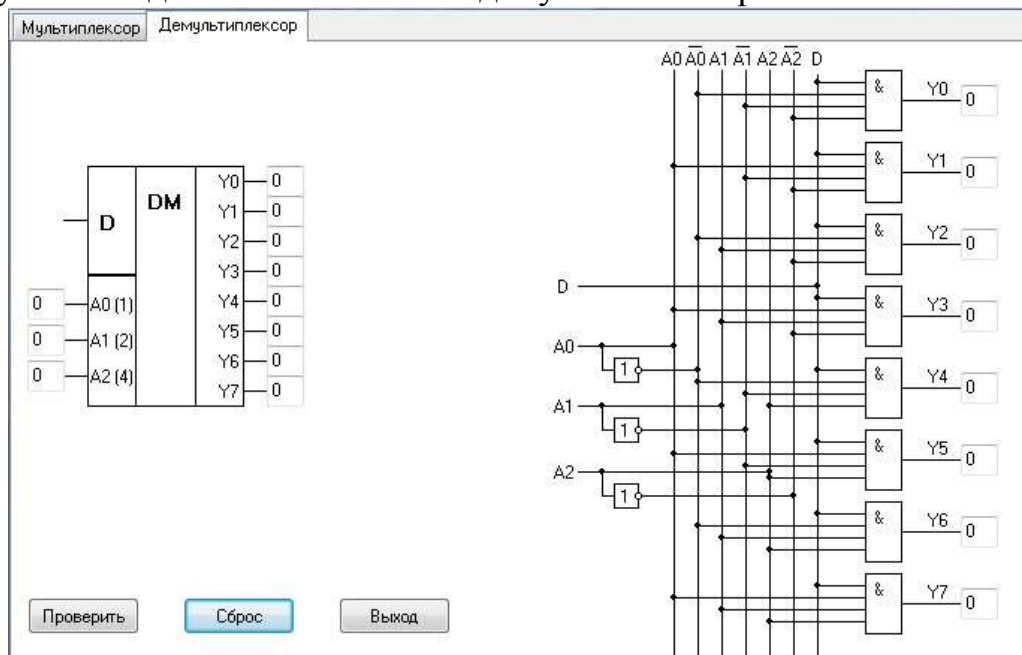 Мультиплексор Демультиплексор
D
DM
Y0 0
Y1 0
Y2 0
Y3 0
Y4 0
Y5 0
Y6 0
Y7 0
0 A0 (1)
0 A1 (2)
0 A2 (4)
A0 A̅0̅ A1 A̅1̅ A2 A̅2̅ D
& Y0 0
& Y1 0
& Y2 0
D
& Y3 0
A0
1
& Y4 0
A1
1
& Y5 0
A2
1
& Y6 0
& Y7 0
Проверить Сброс Выход